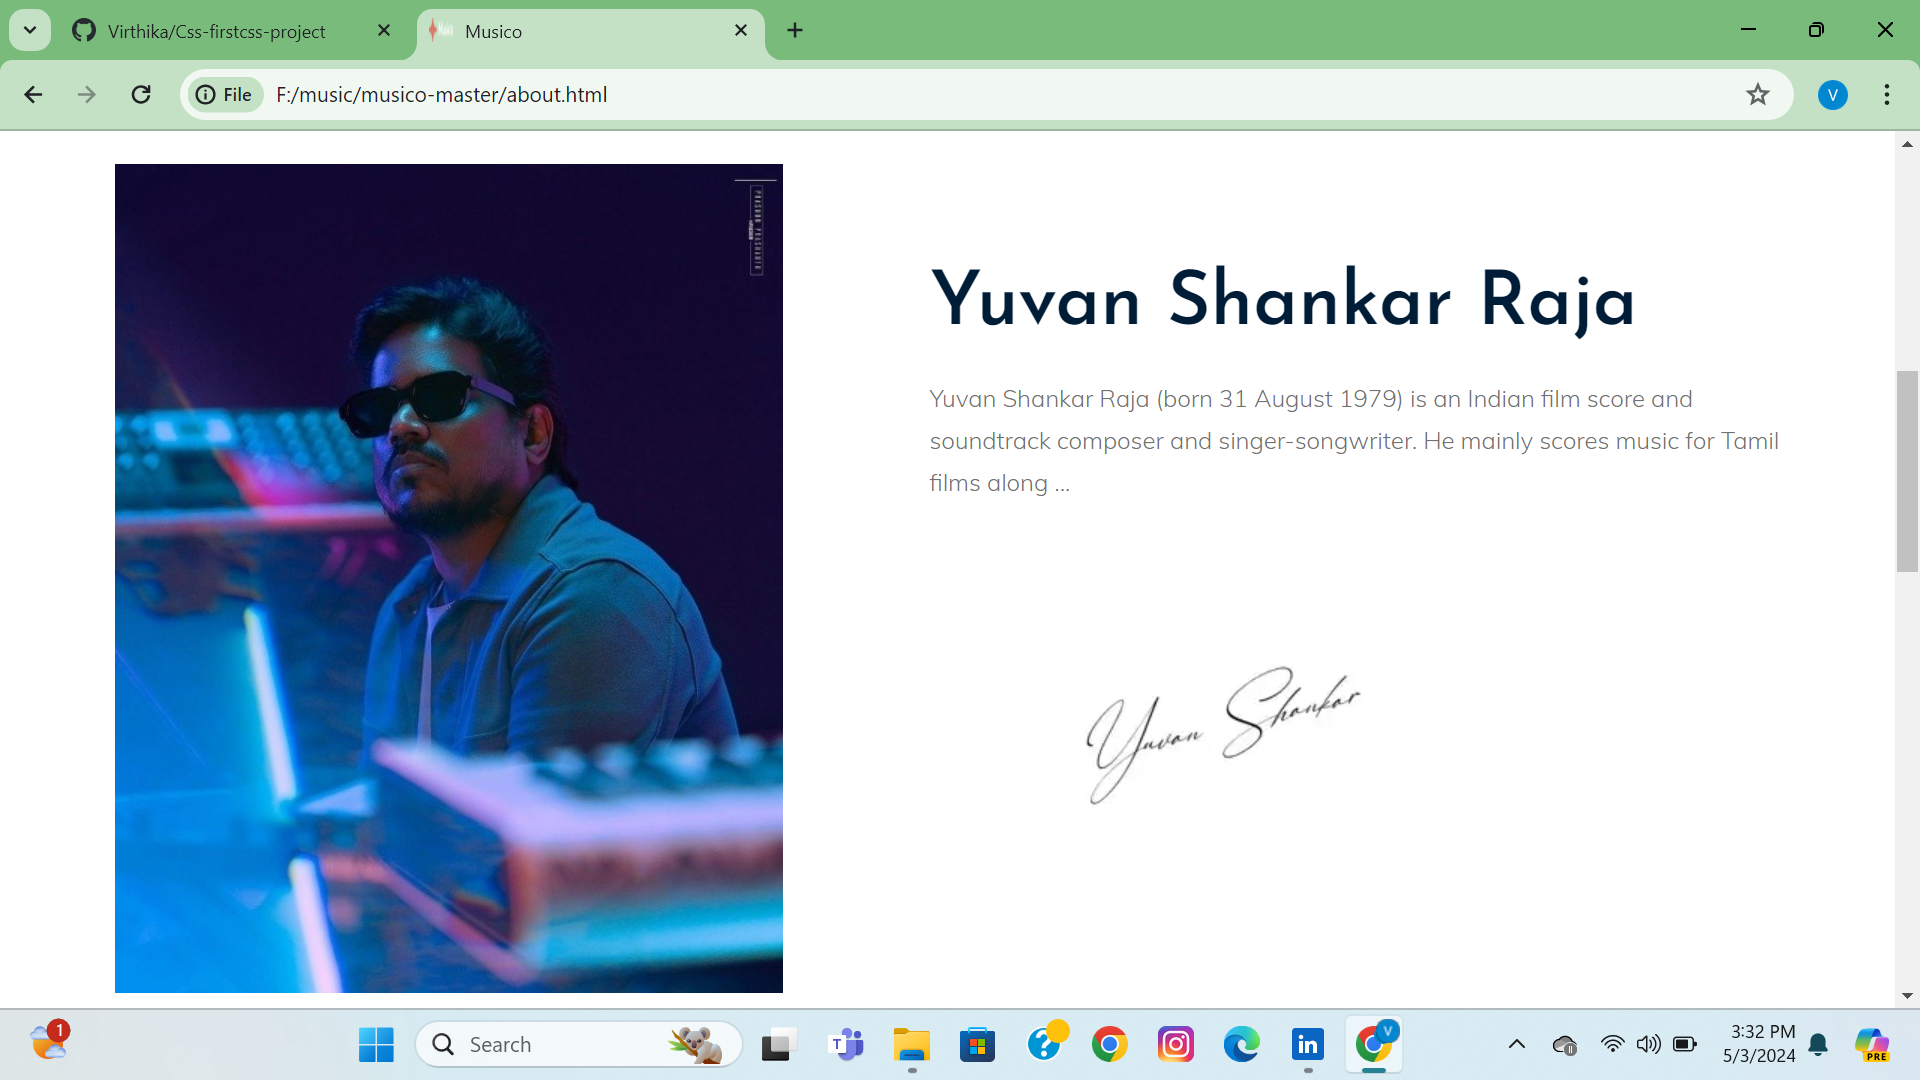 Virthika/Css-firstcss-project
Musico
File
F:/music/musico-master/about.html
V
Yuvan Shankar Raja
Yuvan Shankar Raja (born 31 August 1979) is an Indian film score and
soundtrack composer and singer-songwriter. He mainly scores music for Tamil
films along ...
Yuvan Shankar
1
Search
T
?
in
V
3:32 PM
5/3/2024
PRE